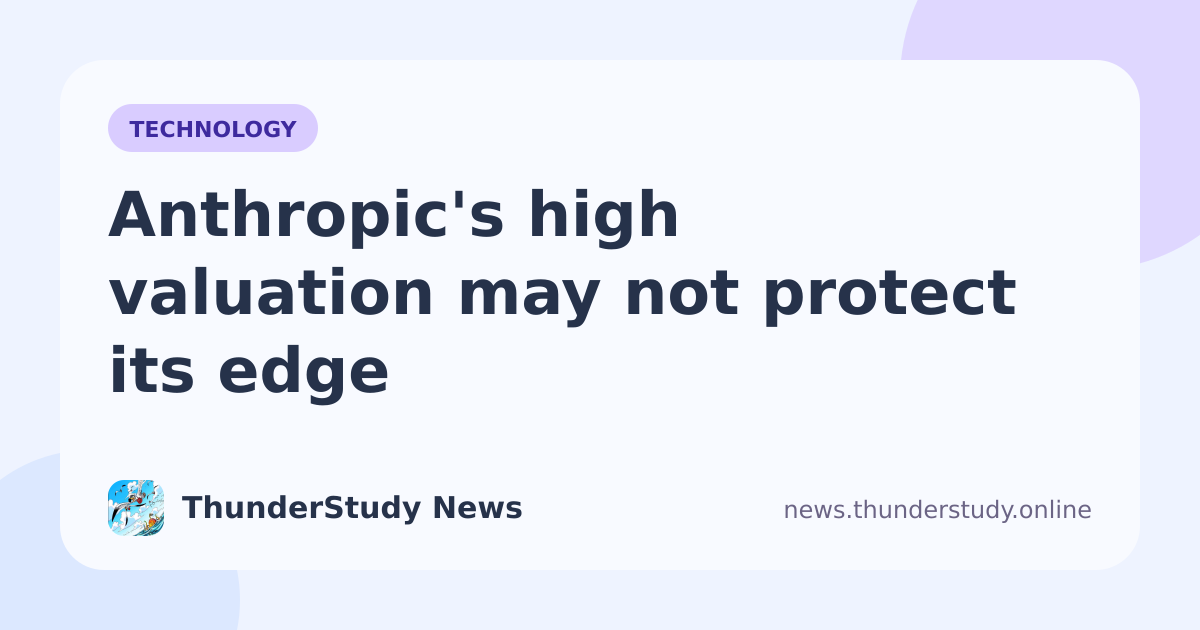 TECHNOLOGY
Anthropic's high
valuation may not protect
its edge
ThunderStudy News
news.thunderstudy.online